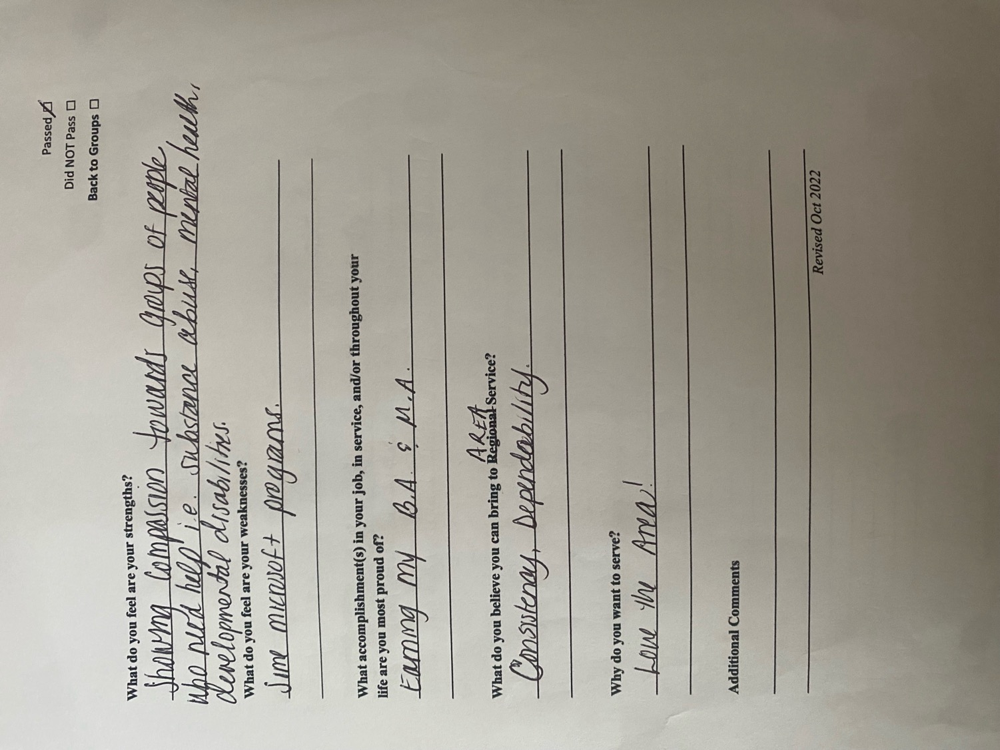 Passed ☑
Did NOT Pass ☐
Back to Groups ☐
What do you feel are your strengths?
Showing Compassion towards groups of people
who need help i.e. substance abuse, mental health,
developmental disabilities.
What do you feel are your weaknesses?
Some microsoft programs.
What accomplishment(s) in your job, in service, and/or throughout your
life are you most proud of?
Earning my B.A. & M.A.
AREA
What do you believe you can bring to Regional Service?
Consistency, Dependability.
Why do you want to serve?
Love the Area!
Additional Comments
Revised Oct 2022